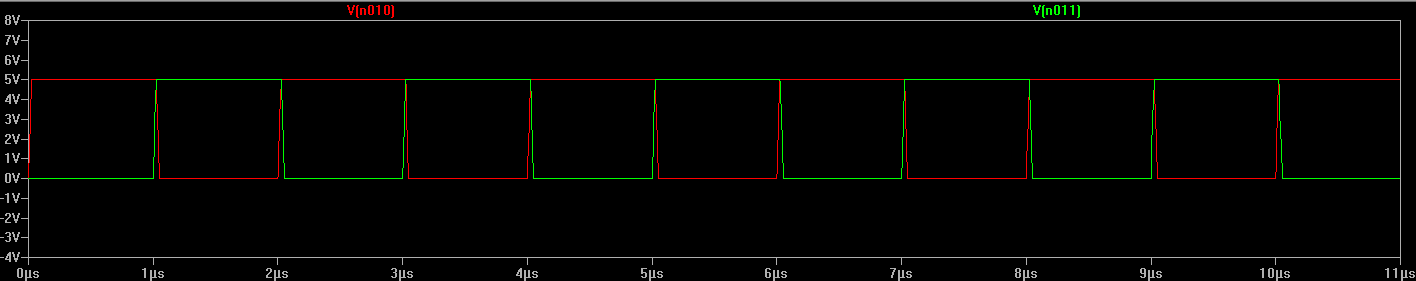 V(n010) V(n011)
8V
7V
6V
5V
4V
3V
2V
1V
0V
-1V
-2V
-3V
-4V
0µs 1µs 2µs 3µs 4µs 5µs 6µs 7µs 8µs 9µs 10µs 11µs